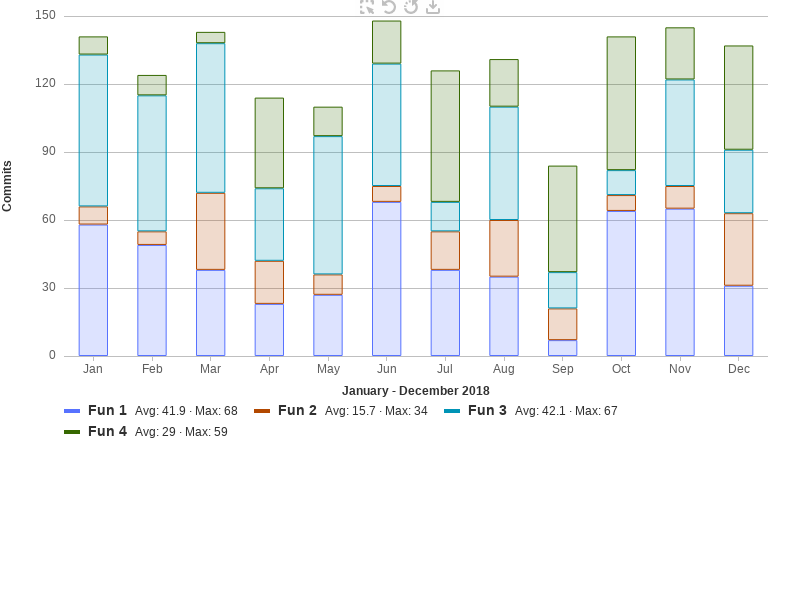 150
120
90
60
30
0
Commits
Jan Feb Mar Apr May Jun Jul Aug Sep Oct Nov Dec
January - December 2018
Fun 1 Avg: 41.9 · Max: 68 Fun 2 Avg: 15.7 · Max: 34 Fun 3 Avg: 42.1 · Max: 67
Fun 4 Avg: 29 · Max: 59